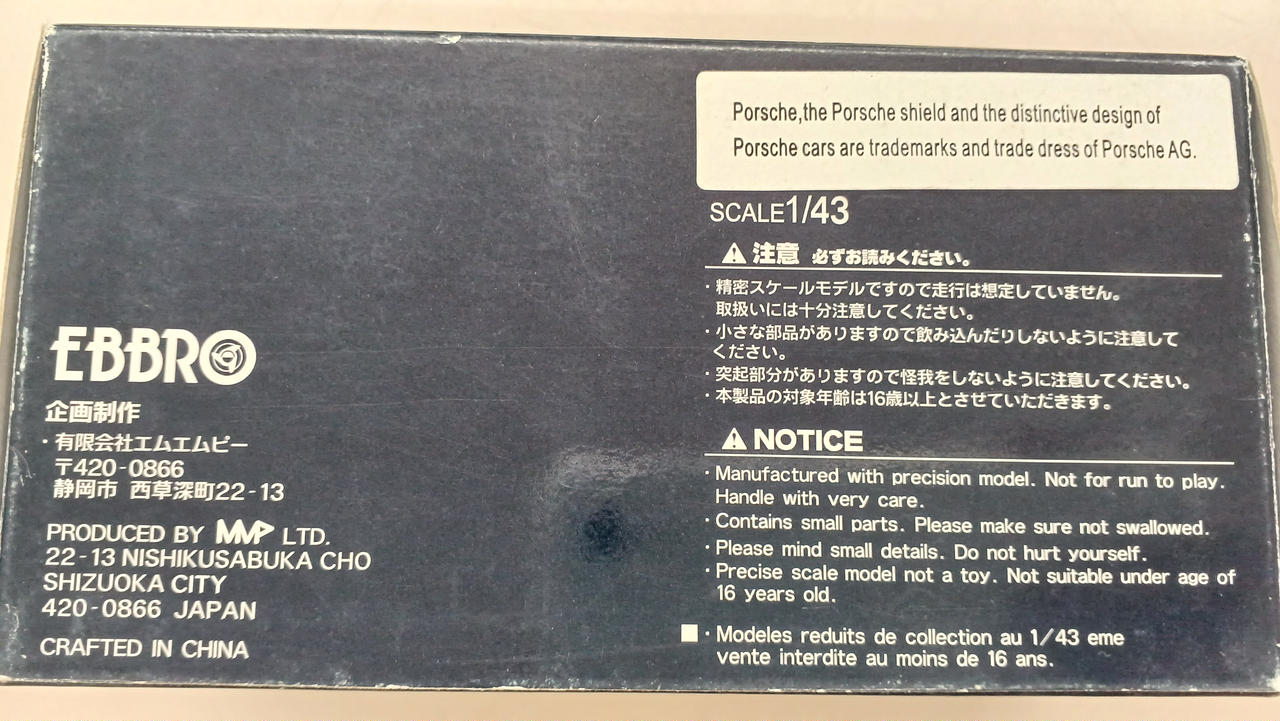 EBBRO
企画制作
・有限会社エムエムピー
〒420-0866
静岡市 西草深町22-13
PRODUCED BY MMP LTD.
22-13 NISHIKUSABUKA CHO
SHIZUOKA CITY
420-0866 JAPAN
CRAFTED IN CHINA
Porsche,the Porsche shield and the distinctive design of
Porsche cars are trademarks and trade dress of Porsche AG.
SCALE1/43
注意 必ずお読みください。
・精密スケールモデルですので走行は想定していません。
取扱いには十分注意してください。
・小さな部品がありますので飲み込んだりしないように注意して
ください。
・突起部分がありますので怪我をしないように注意してください。
・本製品の対象年齢は16歳以上とさせていただきます。
NOTICE
・Manufactured with precision model. Not for run to play.
Handle with very care.
・Contains small parts. Please make sure not swallowed.
・Please mind small details. Do not hurt yourself.
・Precise scale model not a toy. Not suitable under age of
16 years old.
■・Modeles reduits de collection au 1/43 eme
vente interdite au moins de 16 ans.